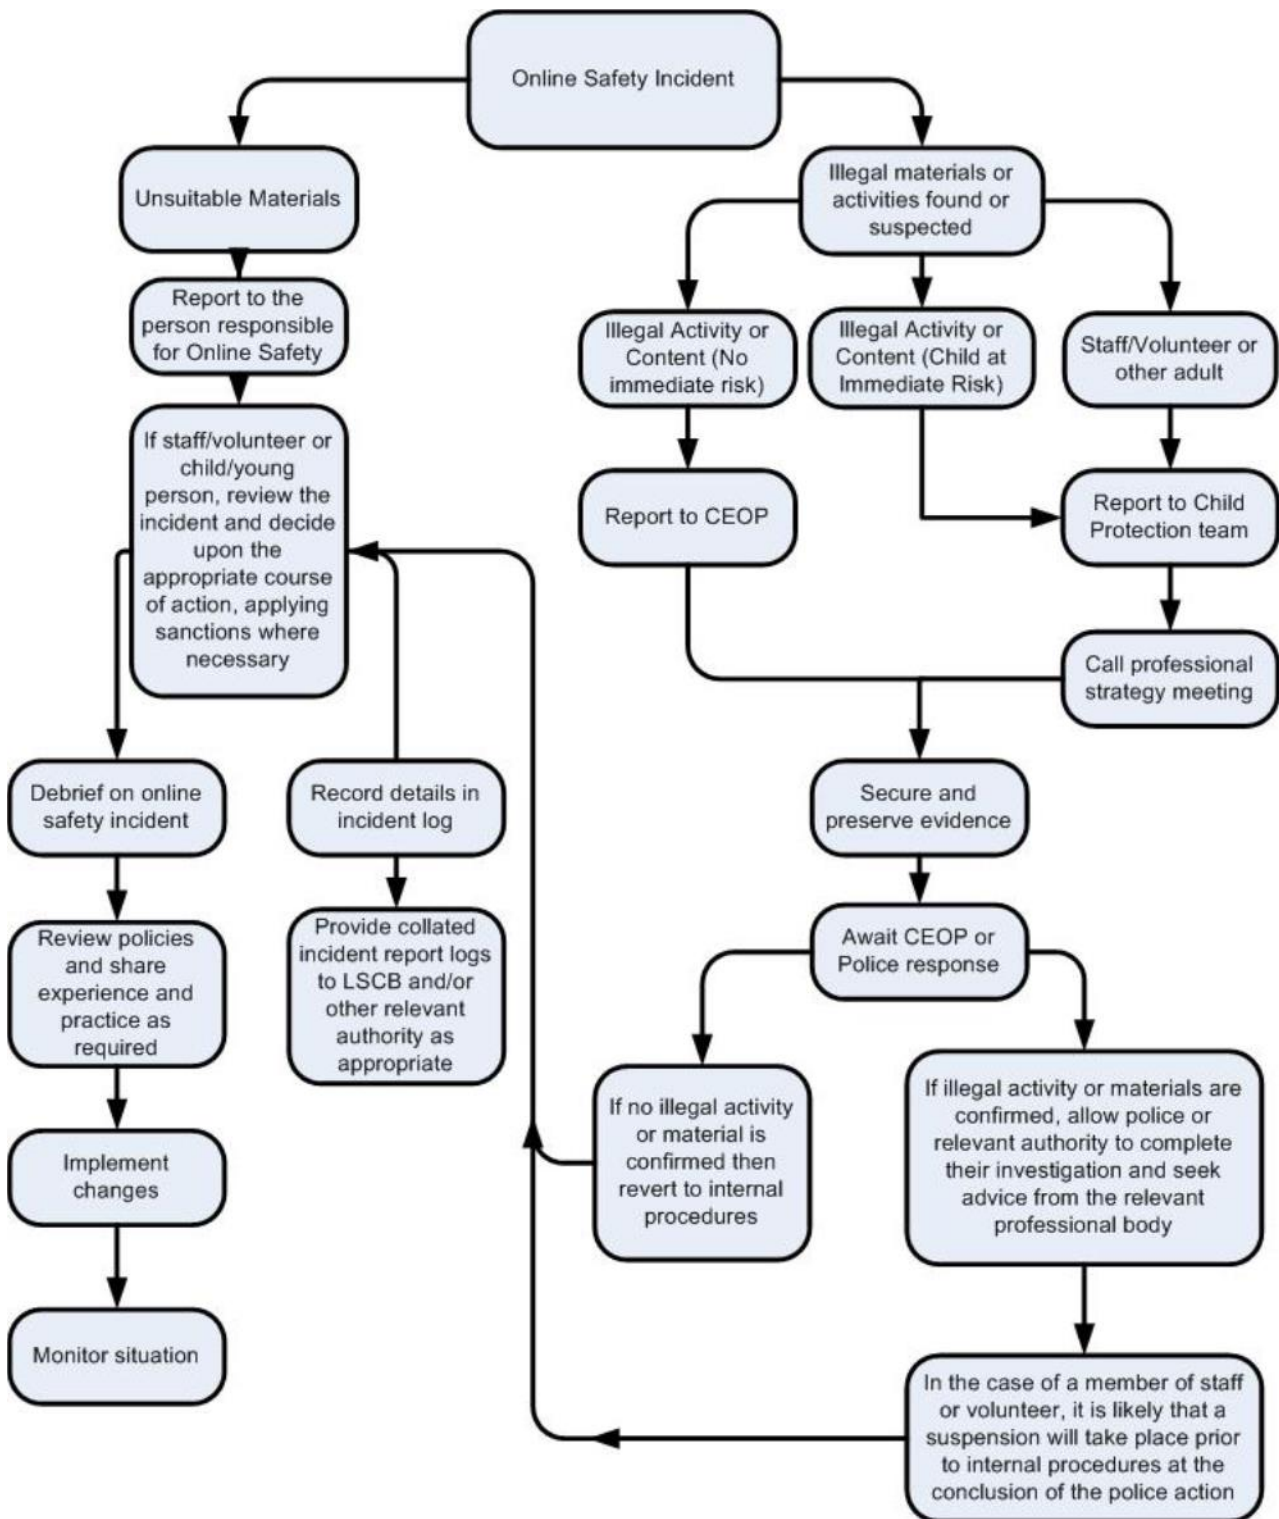 Online Safety Incident
Unsuitable Materials
Report to the
person responsible
for Online Safety
If staff/volunteer or
child/young
person, review the
incident and decide
upon the
appropriate course
of action, applying
sanctions where
necessary
Debrief on online
safety incident
Review policies
and share
experience and
practice as
required
Implement
changes
Monitor situation
Record details in
incident log
Provide collated
incident report logs
to LSCB and/or
other relevant
authority as
appropriate
Illegal materials or
activities found or
suspected
Illegal Activity or
Content (No
immediate risk)
Illegal Activity or
Content (Child at
Immediate Risk)
Staff/Volunteer or
other adult
Report to CEOP
Report to Child
Protection team
Call professional
strategy meeting
Secure and
preserve evidence
Await CEOP or
Police response
If no illegal activity
or material is
confirmed then
revert to internal
procedures
If illegal activity or materials are
confirmed, allow police or
relevant authority to complete
their investigation and seek
advice from the relevant
professional body
In the case of a member of staff
or volunteer, it is likely that a
suspension will take place prior
to internal procedures at the
conclusion of the police action